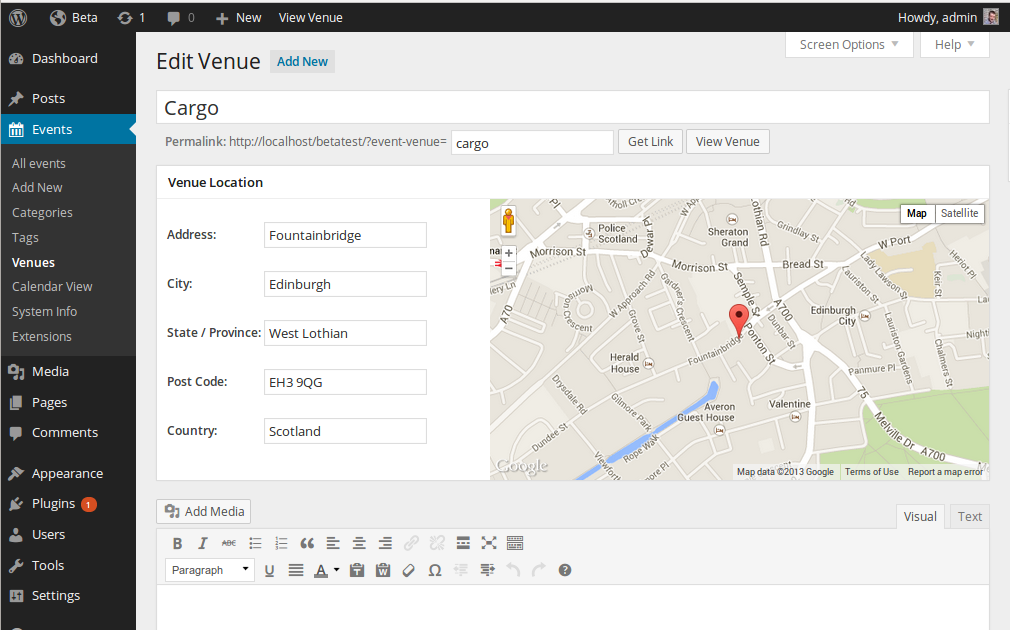 Beta 1 0 New View Venue Howdy, admin
Dashboard
Posts
Events
All events
Add New
Categories
Tags
Venues
Calendar View
System Info
Extensions
Media
Pages
Comments
Appearance
Plugins 1
Users
Tools
Settings
Screen Options Help
Edit Venue Add New
Cargo
Permalink: http://localhost/betatest/?event-venue= cargo Get Link View Venue
Venue Location
Address: Fountainbridge
City: Edinburgh
State / Province: West Lothian
Post Code: EH3 9QG
Country: Scotland
Map Satellite
Police
Scotland
Dewar Pl
Sheraton
Grand
Lothian Rd
Grindlay St
W Port
Heriot Pl
Morrison St
Morrison St
Bread St
Lady Lawson St
Lauriston St
Keir St
W Approach Rd
Gardner's Crescent
Semple St
A70
Morrison
Crescent
Grove St
A700
Dunbar St
Edinburgh
City
Lauriston Gardens
Chalmers St
Ponton St
Fountainbridge
Herald
House
Panmure Pl
Drysdale Rd
Gilmore Park
Averon
Guest House
Valentine
75
Dundee St
Rope Walk
Melville Dr
A700
Google
Map data ©2013 Google Terms of Use Report a map error
Add Media
Visual Text
B I ABC
Paragraph U A T W Ω ?